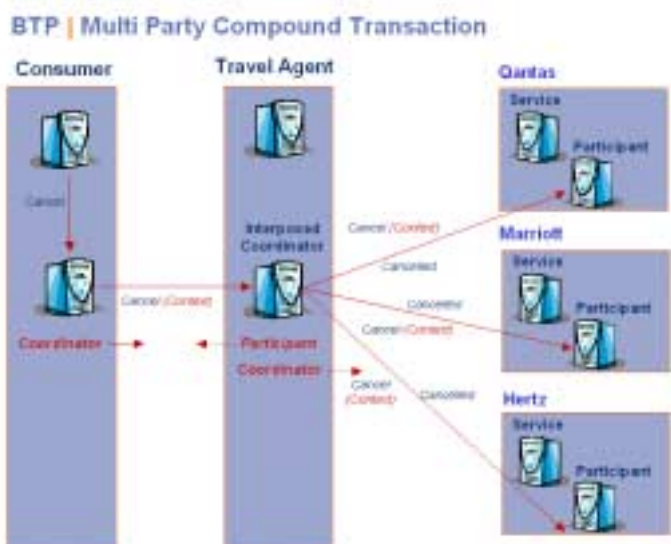 BTP | Multi Party Compound Transaction
Consumer
Travel Agent
Qantas
Service
Participant
Cancel
Interposed
Coordinator
Cancel (Context)
Cancelled
Marriott
Service
Participant
Cancel (Context)
Cancelled
Cancel (Context)
Coordinator
Participant
Coordinator
Cancel
(Context)
Cancelled
Hertz
Service
Participant